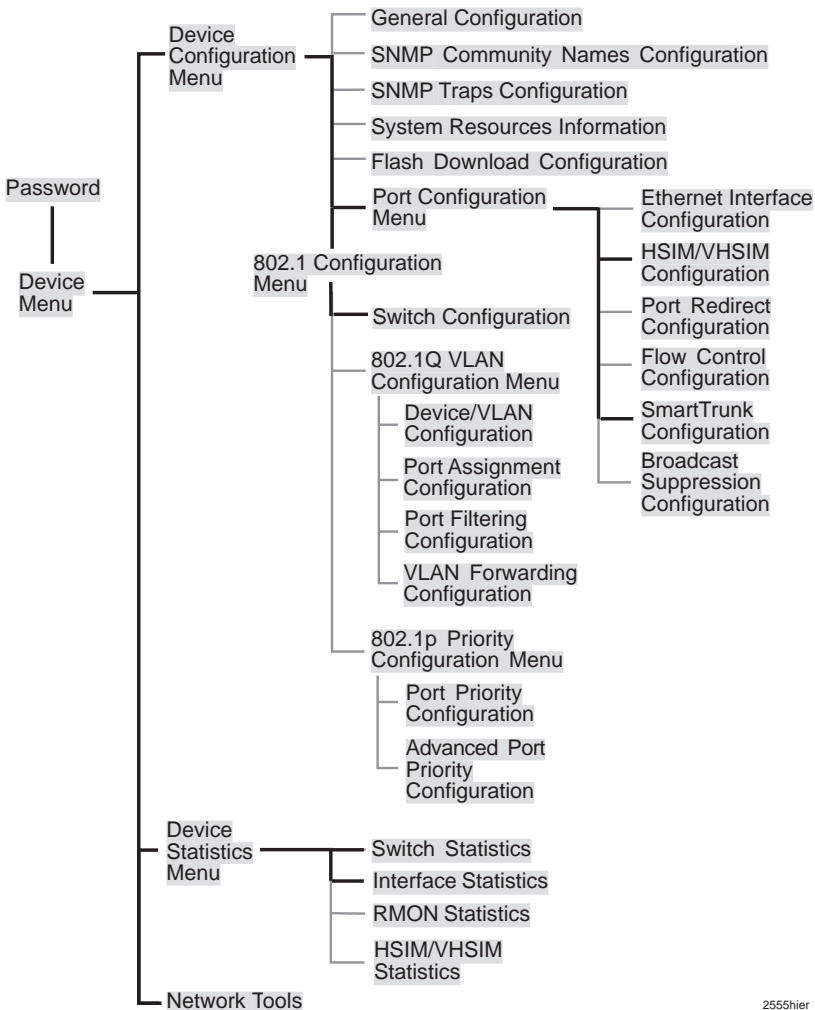 Password
Device
Menu
Device
Configuration
Menu
General Configuration
SNMP Community Names Configuration
SNMP Traps Configuration
System Resources Information
Flash Download Configuration
Port Configuration
Menu
Ethernet Interface
Configuration
HSIM/VHSIM
Configuration
Port Redirect
Configuration
Flow Control
Configuration
SmartTrunk
Configuration
Broadcast
Suppression
Configuration
802.1 Configuration
Menu
Switch Configuration
802.1Q VLAN
Configuration Menu
Device/VLAN
Configuration
Port Assignment
Configuration
Port Filtering
Configuration
VLAN Forwarding
Configuration
802.1p Priority
Configuration Menu
Port Priority
Configuration
Advanced Port
Priority
Configuration
Device
Statistics
Menu
Switch Statistics
Interface Statistics
RMON Statistics
HSIM/VHSIM
Statistics
Network Tools
2555hier